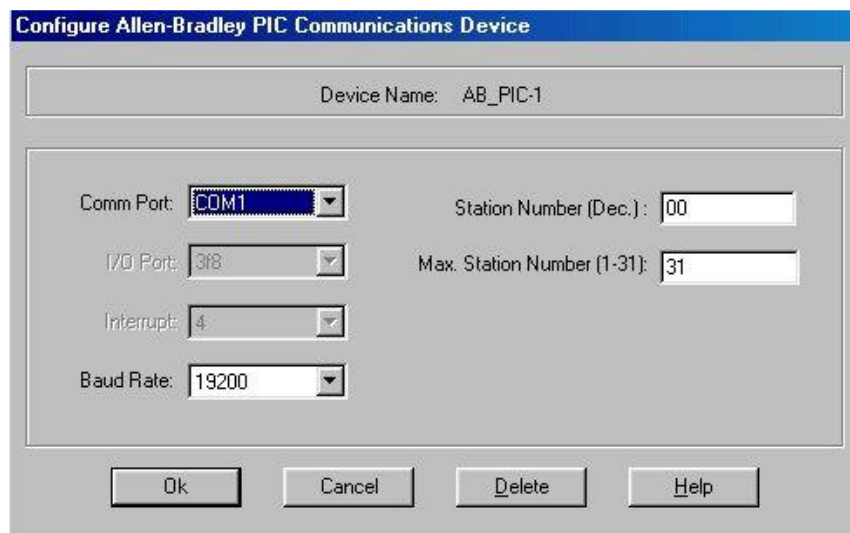 Configure Allen-Bradley PIC Communications Device
Device Name: AB_PIC-1
Comm Port: COM1
Station Number (Dec.) : 00
I/O Port: 3f8
Max. Station Number (1-31): 31
Interrupt: 4
Baud Rate: 19200
Ok Cancel Delete Help